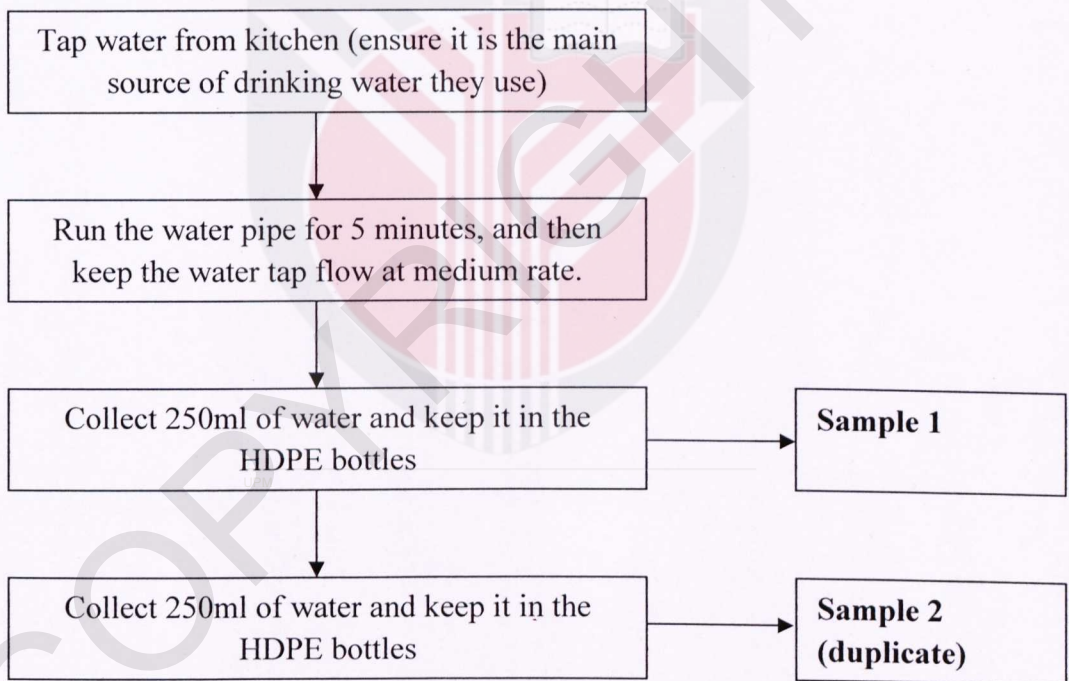 Tap water from kitchen (ensure it is the main
source of drinking water they use)
Run the water pipe for 5 minutes, and then
keep the water tap flow at medium rate.
Collect 250ml of water and keep it in the
HDPE bottles
Sample 1
Collect 250ml of water and keep it in the
HDPE bottles
Sample 2
(duplicate)
COPYRIGHT
UPM